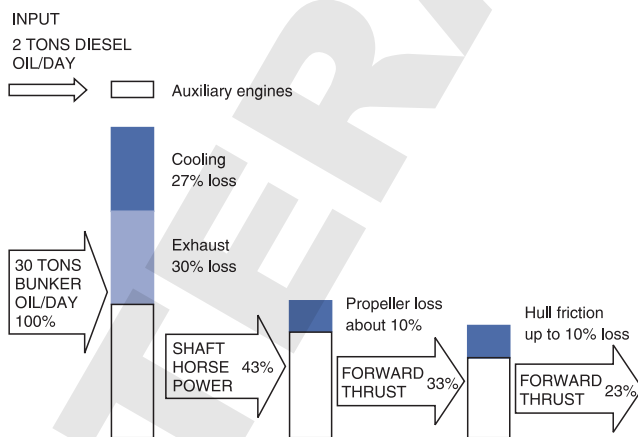 INPUT
2 TONS DIESEL
OIL/DAY
Auxiliary engines
Cooling
27% loss
Exhaust
30% loss
30 TONS
BUNKER
OIL/DAY
100%
SHAFT
HORSE 43%
POWER
Propeller loss
about 10%
FORWARD 33%
THRUST
Hull friction
up to 10% loss
FORWARD 23%
THRUST